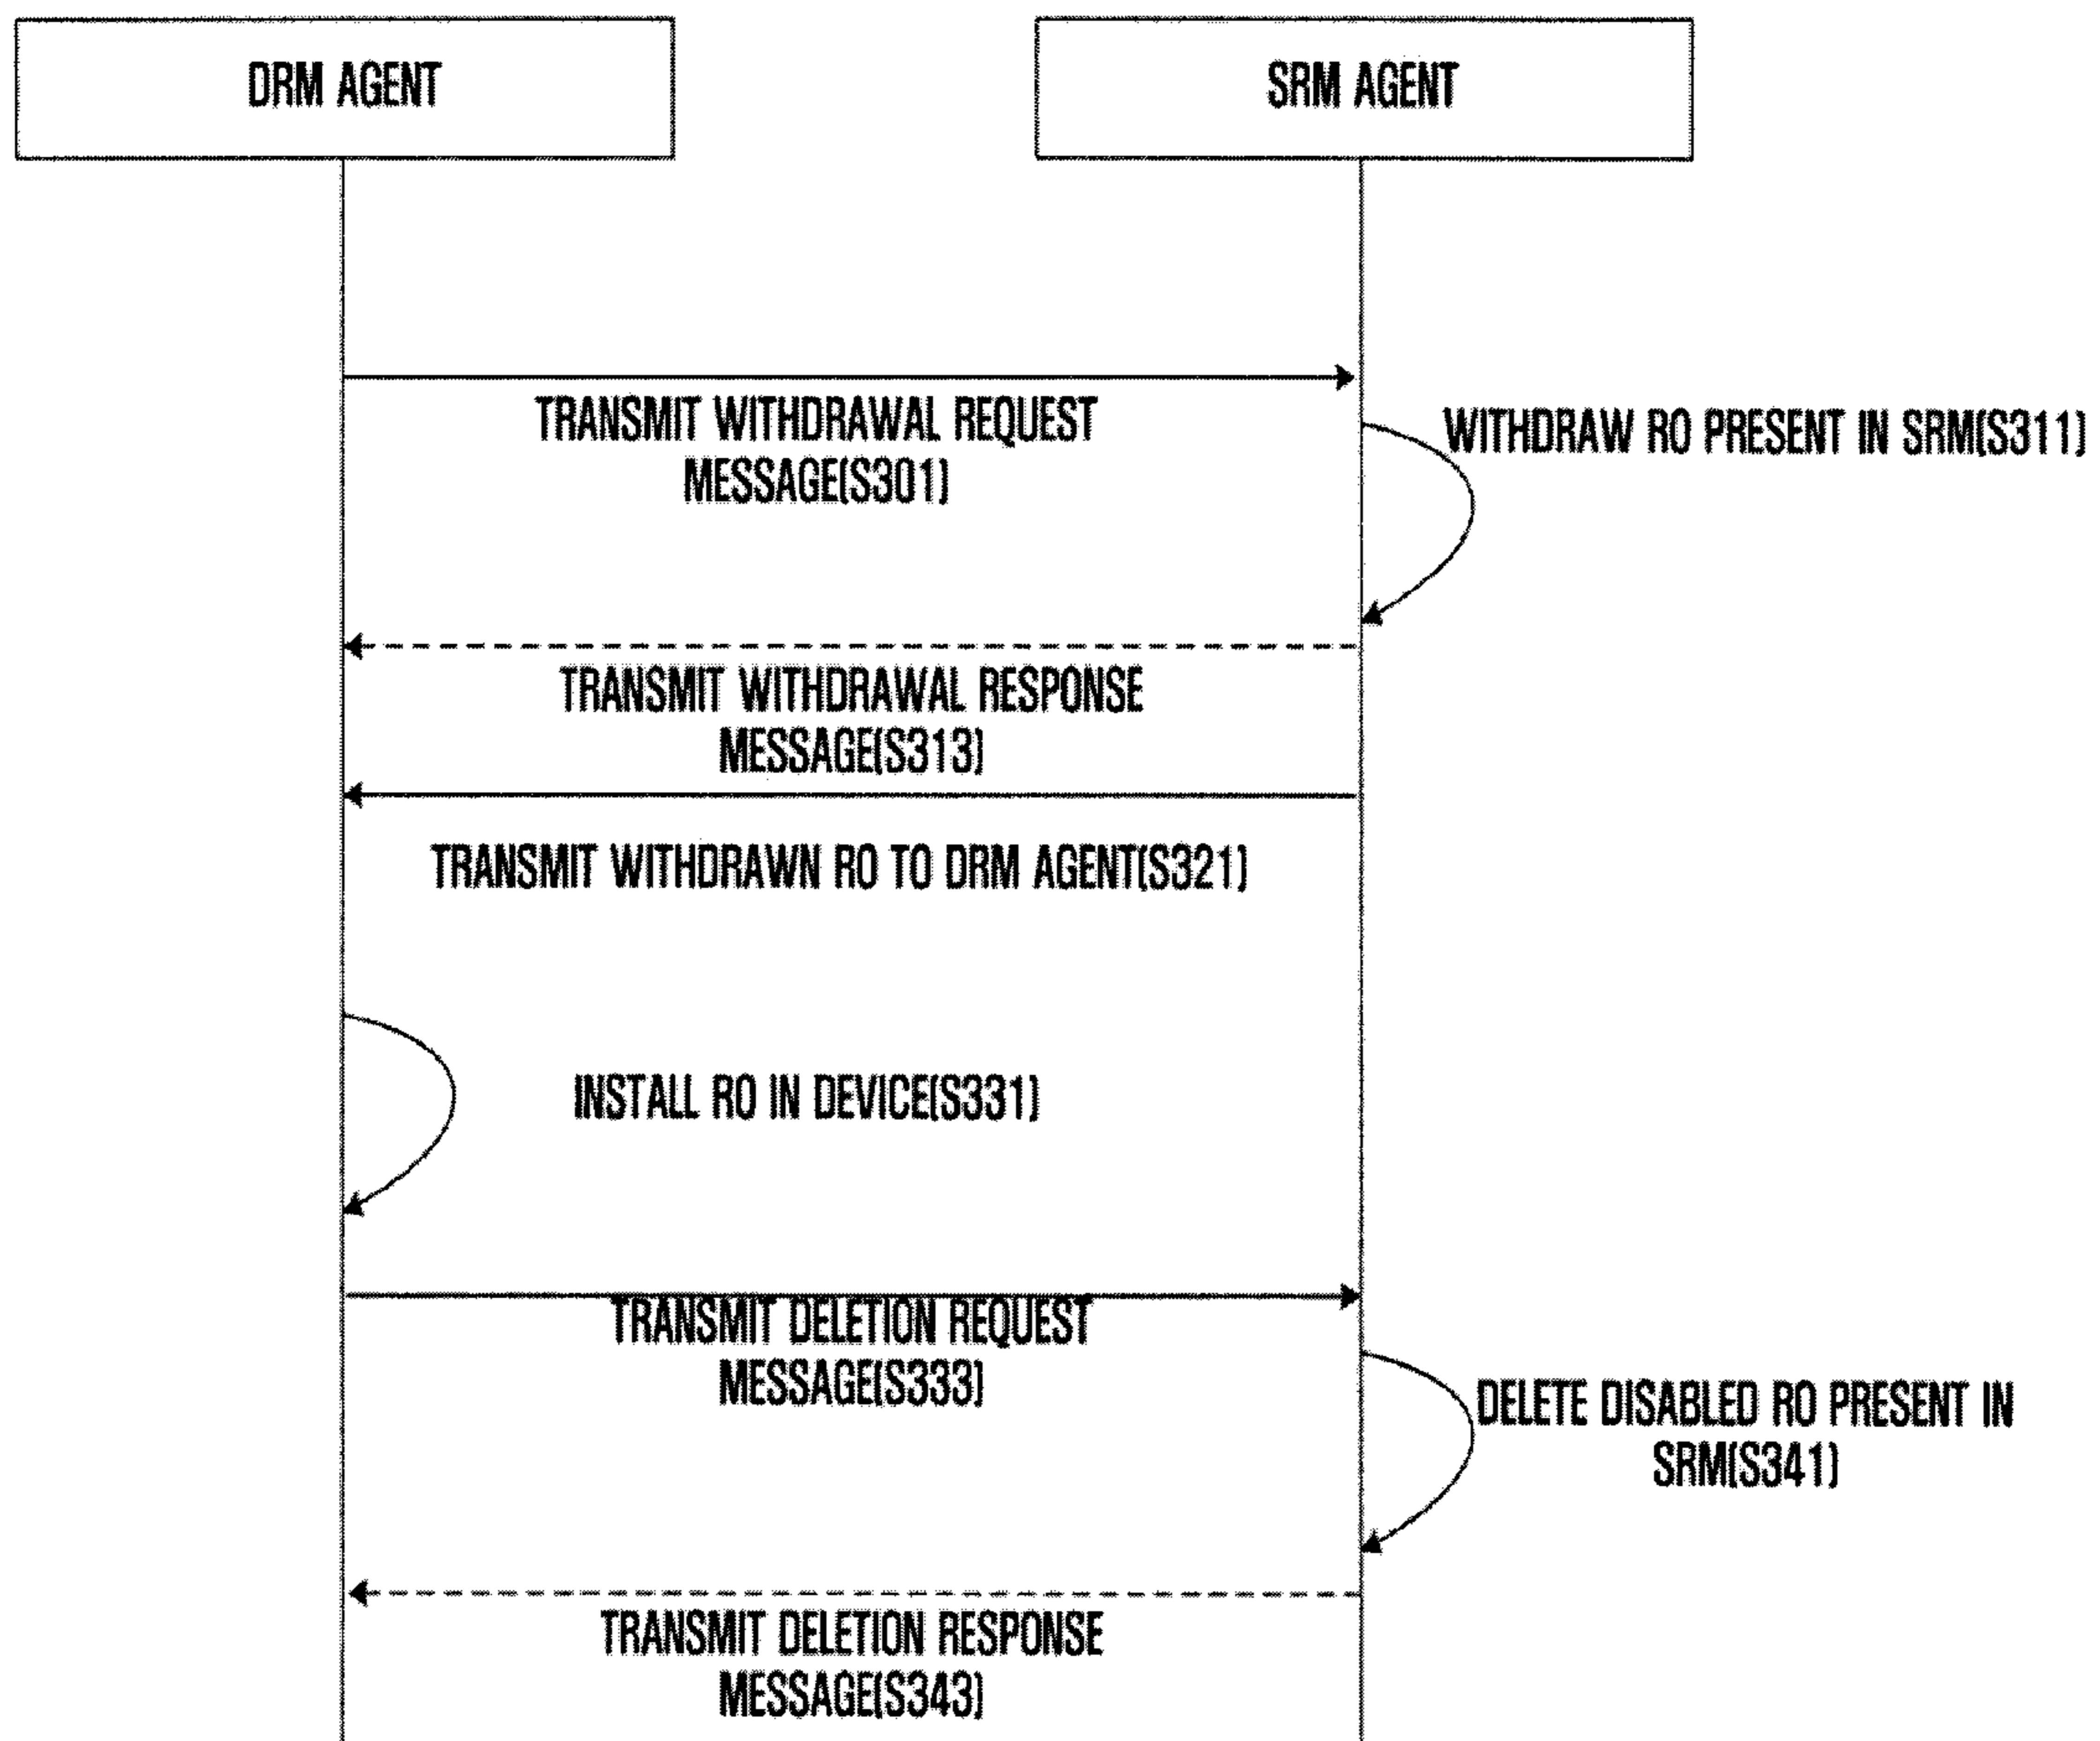 DRM AGENT
SRM AGENT
TRANSMIT WITHDRAWAL REQUEST
MESSAGE(S301)
WITHDRAW RO PRESENT IN SRM(S311)
TRANSMIT WITHDRAWAL RESPONSE
MESSAGE(S313)
TRANSMIT WITHDRAWN RO TO DRM AGENT(S321)
INSTALL RO IN DEVICE(S331)
TRANSMIT DELETION REQUEST
MESSAGE(S333)
DELETE DISABLED RO PRESENT IN
SRM(S341)
TRANSMIT DELETION RESPONSE
MESSAGE(S343)